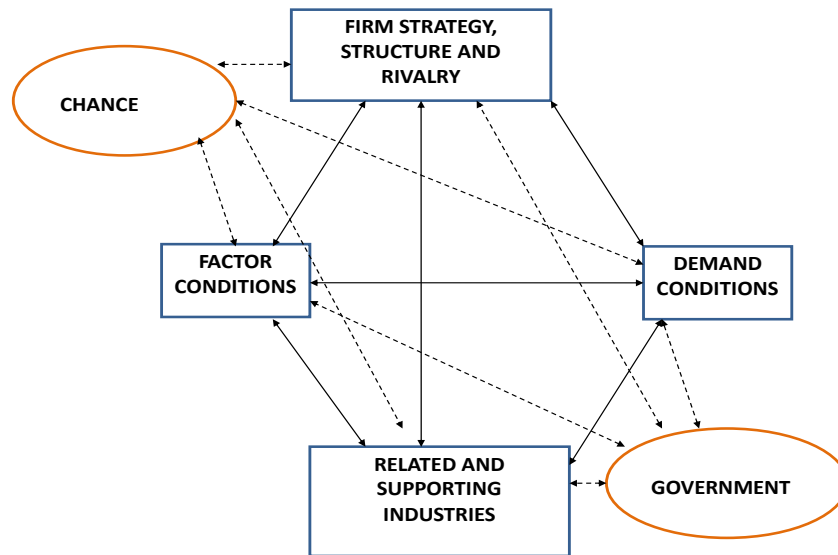 FIRM STRATEGY,
STRUCTURE AND
RIVALRY
CHANCE
FACTOR
CONDITIONS
DEMAND
CONDITIONS
RELATED AND
SUPPORTING
INDUSTRIES
GOVERNMENT